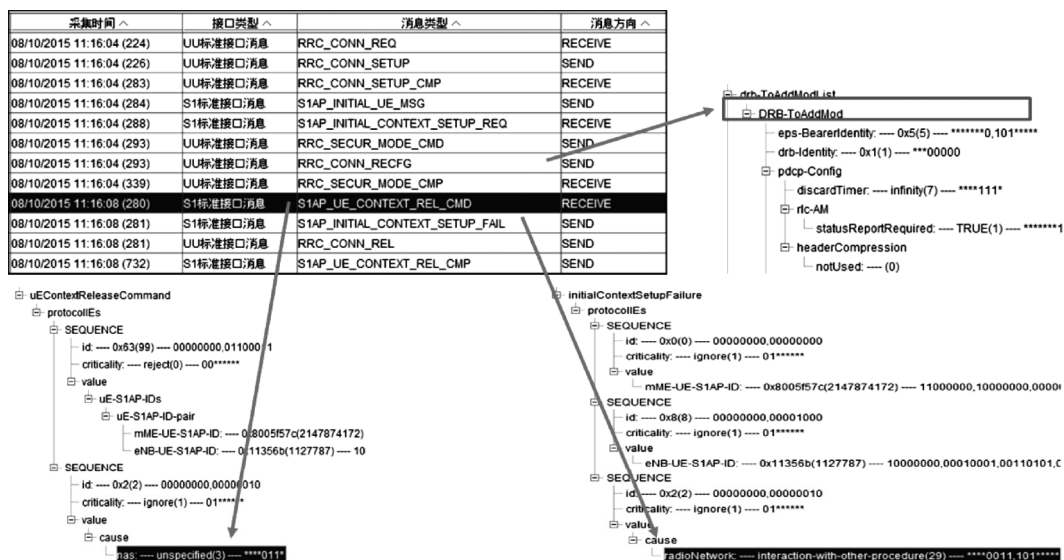 采集时间 ︿ 接口类型 ︿ 消息类型 ︿ 消息方向 ︿
08/10/2015 11:16:04 (224) UU标准接口消息 RRC_CONN_REQ RECEIVE
08/10/2015 11:16:04 (226) UU标准接口消息 RRC_CONN_SETUP SEND
08/10/2015 11:16:04 (283) UU标准接口消息 RRC_CONN_SETUP_CMP RECEIVE
08/10/2015 11:16:04 (284) S1标准接口消息 S1AP_INITIAL_UE_MSG SEND
08/10/2015 11:16:04 (288) S1标准接口消息 S1AP_INITIAL_CONTEXT_SETUP_REQ RECEIVE
08/10/2015 11:16:04 (293) UU标准接口消息 RRC_SECUR_MODE_CMD SEND
08/10/2015 11:16:04 (293) UU标准接口消息 RRC_CONN_RECFG SEND
08/10/2015 11:16:04 (339) UU标准接口消息 RRC_SECUR_MODE_CMP RECEIVE
08/10/2015 11:16:08 (280) S1标准接口消息 S1AP_UE_CONTEXT_REL_CMD RECEIVE
08/10/2015 11:16:08 (281) S1标准接口消息 S1AP_INITIAL_CONTEXT_SETUP_FAIL SEND
08/10/2015 11:16:08 (281) UU标准接口消息 RRC_CONN_REL SEND
08/10/2015 11:16:08 (732) S1标准接口消息 S1AP_UE_CONTEXT_REL_CMP SEND
drb-ToAddModList
DRB-ToAddMod
eps-BearerIdentity: ---- 0x5(5) ---- *******0,101*****
drb-Identity: ---- 0x1(1) ---- ***00000
pdcp-Config
discardTimer: ---- infinity(7) ---- ****111*
rlc-AM
statusReportRequired: ---- TRUE(1) ---- *******1
headerCompression
notUsed: ---- (0)
uEContextReleaseCommand
protocolIEs
SEQUENCE
id: ---- 0x63(99) ---- 00000000,01100011
criticality: ---- reject(0) ---- 00******
value
uE-S1AP-IDs
uE-S1AP-ID-pair
mME-UE-S1AP-ID: ---- 0x8005f57c(2147874172)
eNB-UE-S1AP-ID: ---- 0x11356b(1127787) ---- 10
SEQUENCE
id: ---- 0x2(2) ---- 00000000,00000010
criticality: ---- ignore(1) ---- 01******
value
cause
nas: ---- unspecified(3) ---- ****011*
initialContextSetupFailure
protocolIEs
SEQUENCE
id: ---- 0x0(0) ---- 00000000,00000000
criticality: ---- ignore(1) ---- 01******
value
mME-UE-S1AP-ID: ---- 0x8005f57c(2147874172) ---- 11000000,10000000,0000
SEQUENCE
id: ---- 0x8(8) ---- 00000000,00001000
criticality: ---- ignore(1) ---- 01******
value
eNB-UE-S1AP-ID: ---- 0x11356b(1127787) ---- 10000000,00010001,00110101,
SEQUENCE
id: ---- 0x2(2) ---- 00000000,00000010
criticality: ---- ignore(1) ---- 01******
value
cause
radioNetwork: ---- interaction-with-other-procedure(29) ---- ****0011,101*****